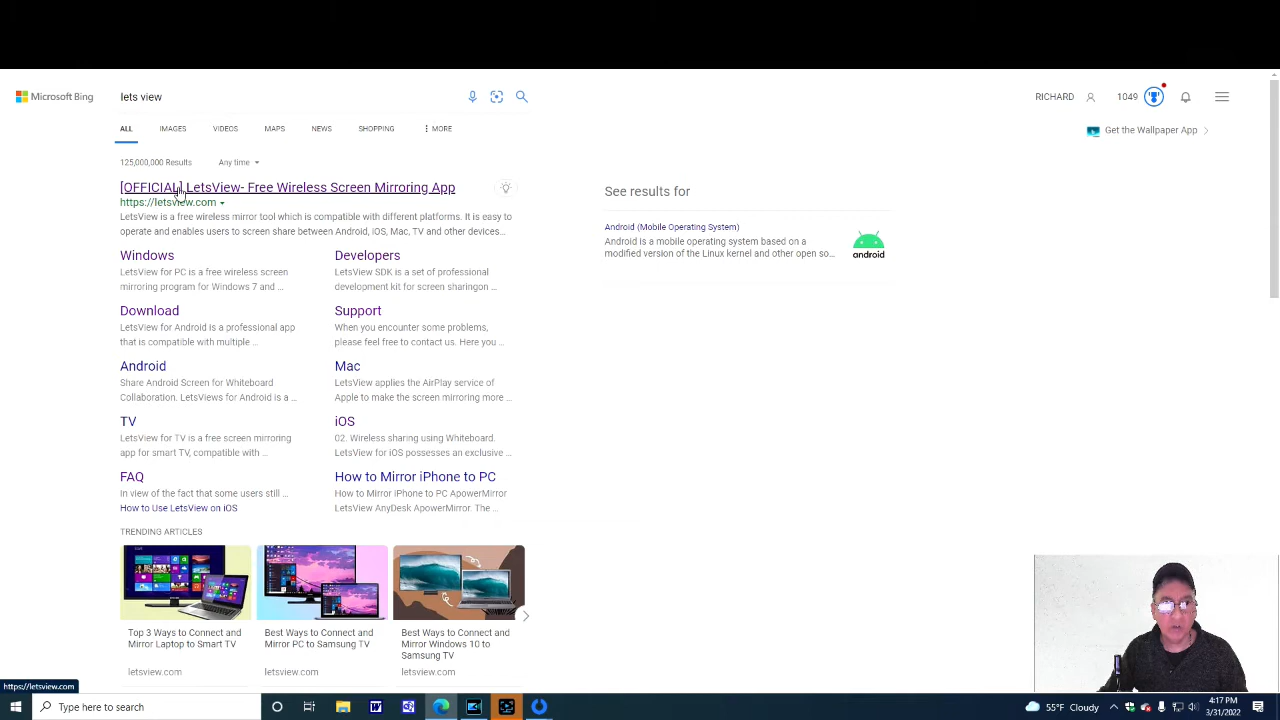 Microsoft Bing
lets view
RICHARD
1049
ALL
IMAGES
VIDEOS
MAPS
NEWS
SHOPPING
MORE
Get the Wallpaper App
125,000,000 Results
Any time
[OFFICIAL] LetsView- Free Wireless Screen Mirroring App
https://letsview.com
LetsView is a free wireless mirror tool which is compatible with different platforms. It is easy to
operate and enables users to screen share between Android, iOS, Mac, TV and other devices...
See results for
Android (Mobile Operating System)
Android is a mobile operating system based on a
modified version of the Linux kernel and other open so...
android
Windows
LetsView for PC is a free wireless screen
mirroring program for Windows 7 and ...
Developers
LetsView SDK is a set of professional
development kit for screen sharingon ...
Download
LetsView for Android is a professional app
that is compatible with multiple ...
Support
When you encounter some problems,
please feel free to contact us. Here you ...
Android
Share Android Screen for Whiteboard
Collaboration. LetsViews for Android is a ...
Mac
LetsView applies the AirPlay service of
Apple to make the screen mirroring more ...
TV
LetsView for TV is a free screen mirroring
app for smart TV, compatible with ...
iOS
02. Wireless sharing using Whiteboard.
LetsView for iOS possesses an exclusive ...
FAQ
In view of the fact that some users still ...
How to Use LetsView on iOS
How to Mirror iPhone to PC
How to Mirror iPhone to PC ApowerMirror
LetsView AnyDesk ApowerMirror. The ...
TRENDING ARTICLES
Top 3 Ways to Connect and
Mirror Laptop to Smart TV
letsview.com
Best Ways to Connect and
Mirror PC to Samsung TV
letsview.com
Best Ways to Connect and
Mirror Windows 10 to
Samsung TV
letsview.com
https://letsview.com
Type here to search
55°F Cloudy
4:17 PM
3/31/2022